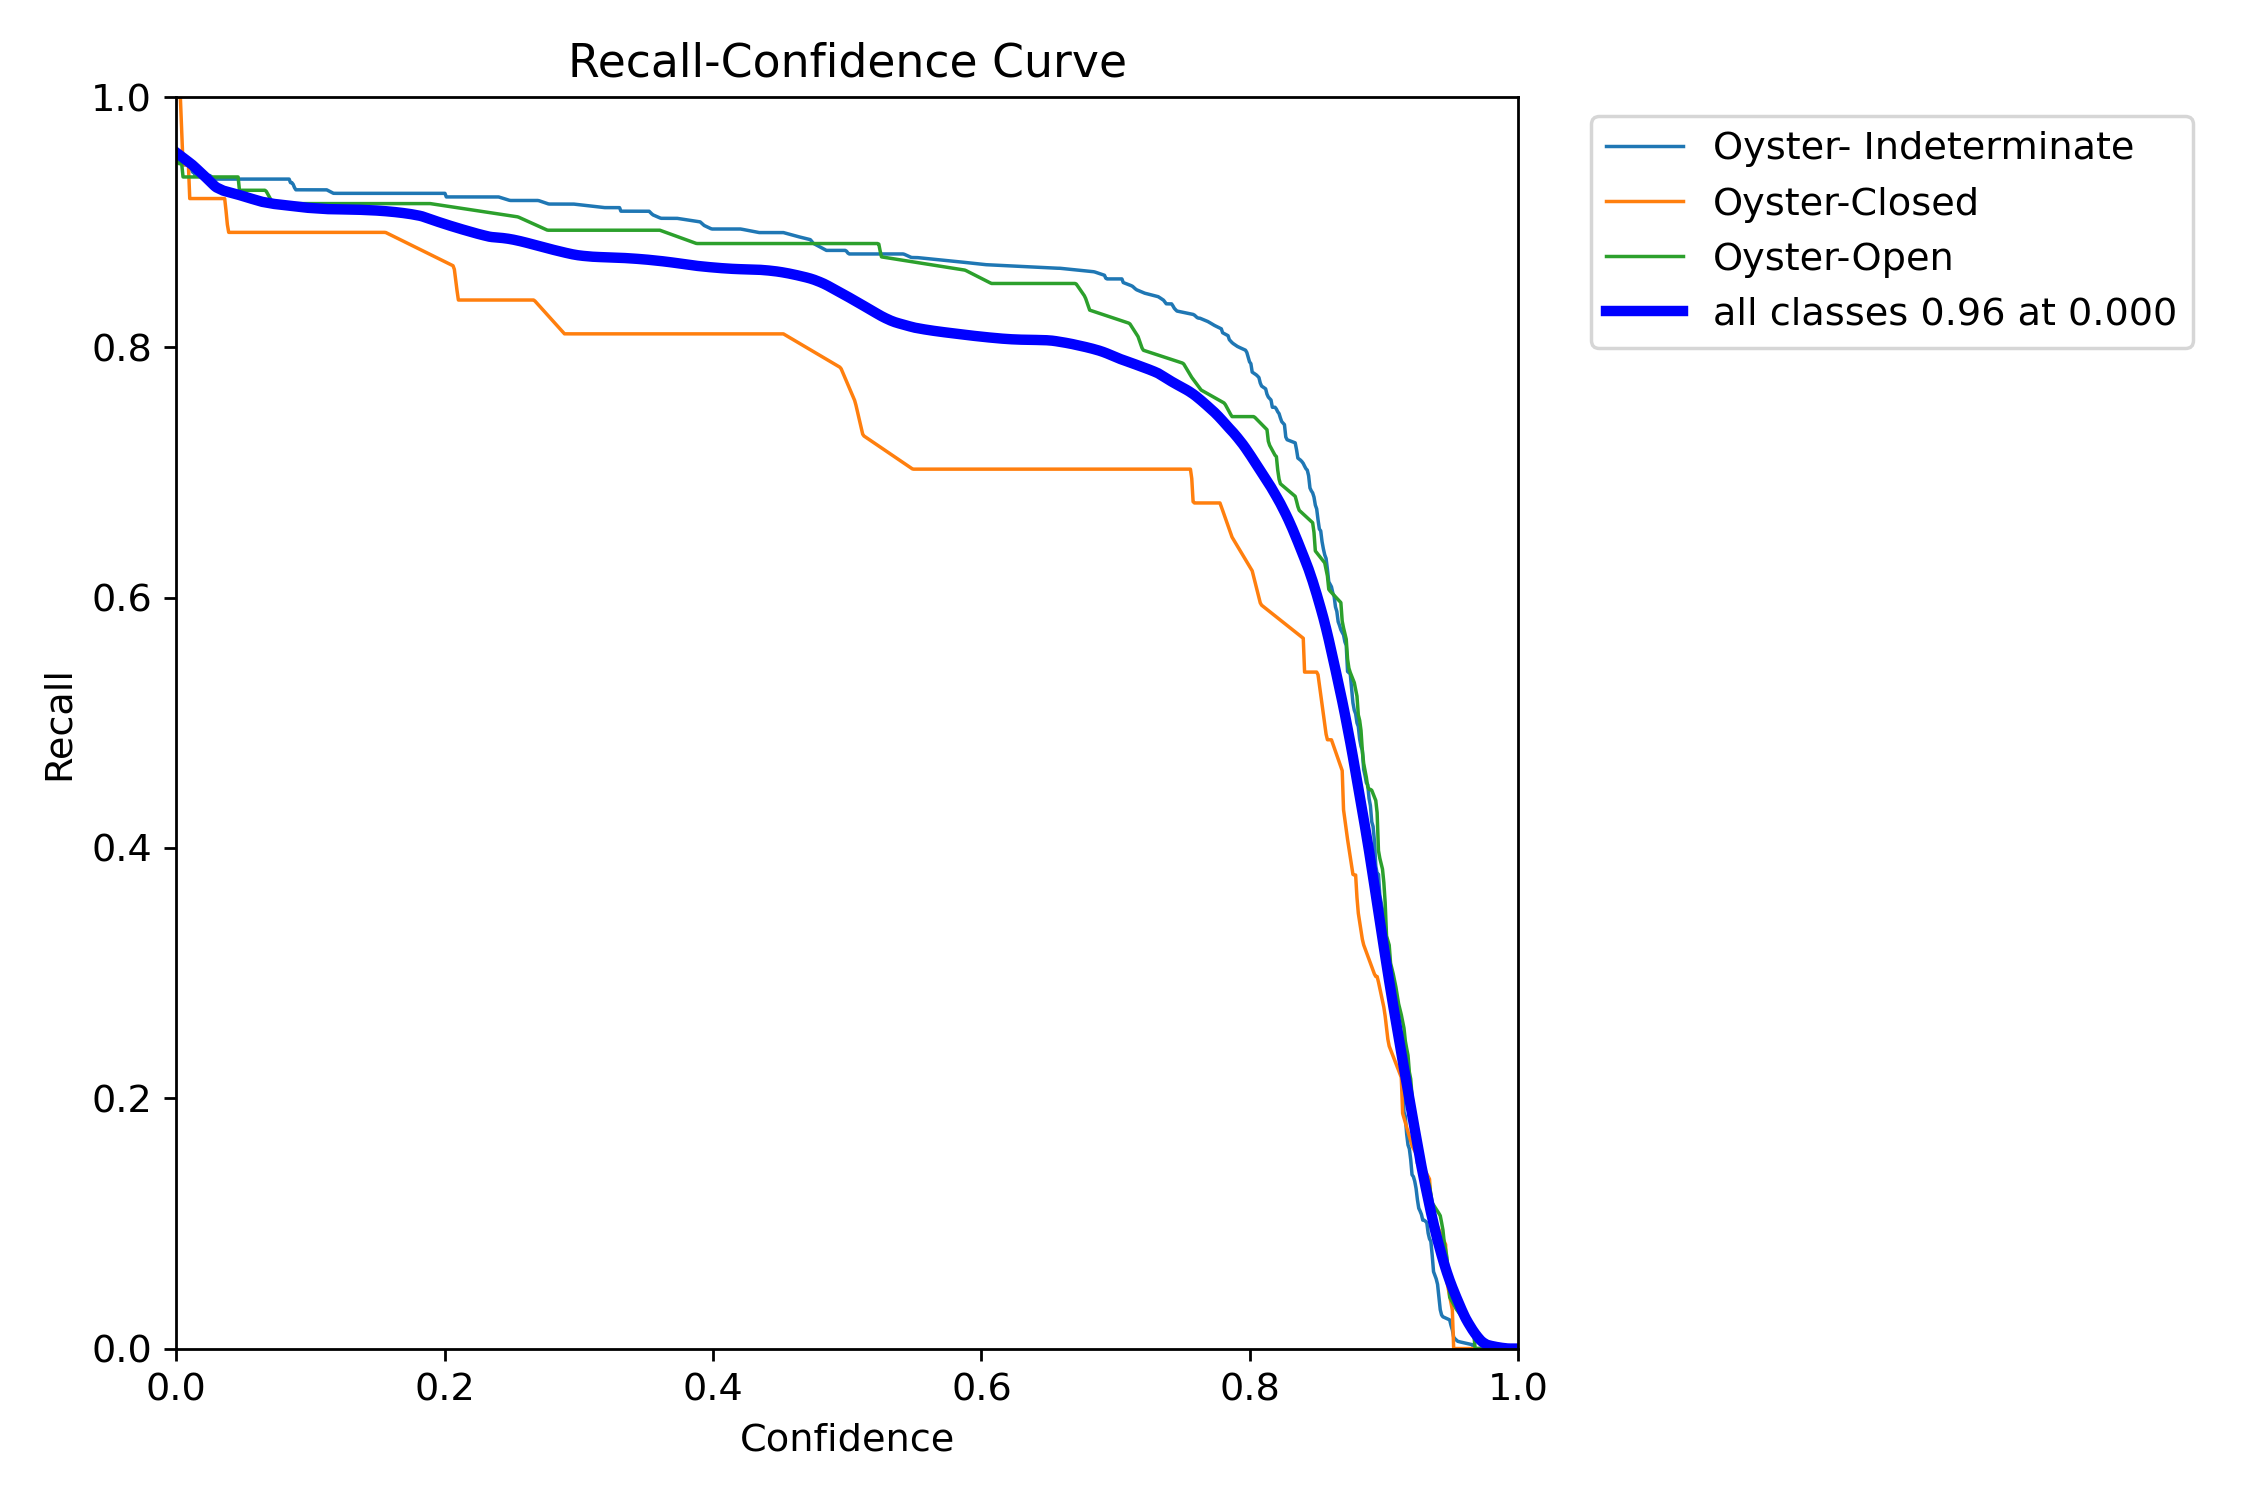 Recall-Confidence Curve
1.0
0.8
0.6
0.4
0.2
0.0
Recall
0.0 0.2 0.4 0.6 0.8 1.0
Confidence
Oyster- Indeterminate
Oyster-Closed
Oyster-Open
all classes 0.96 at 0.000